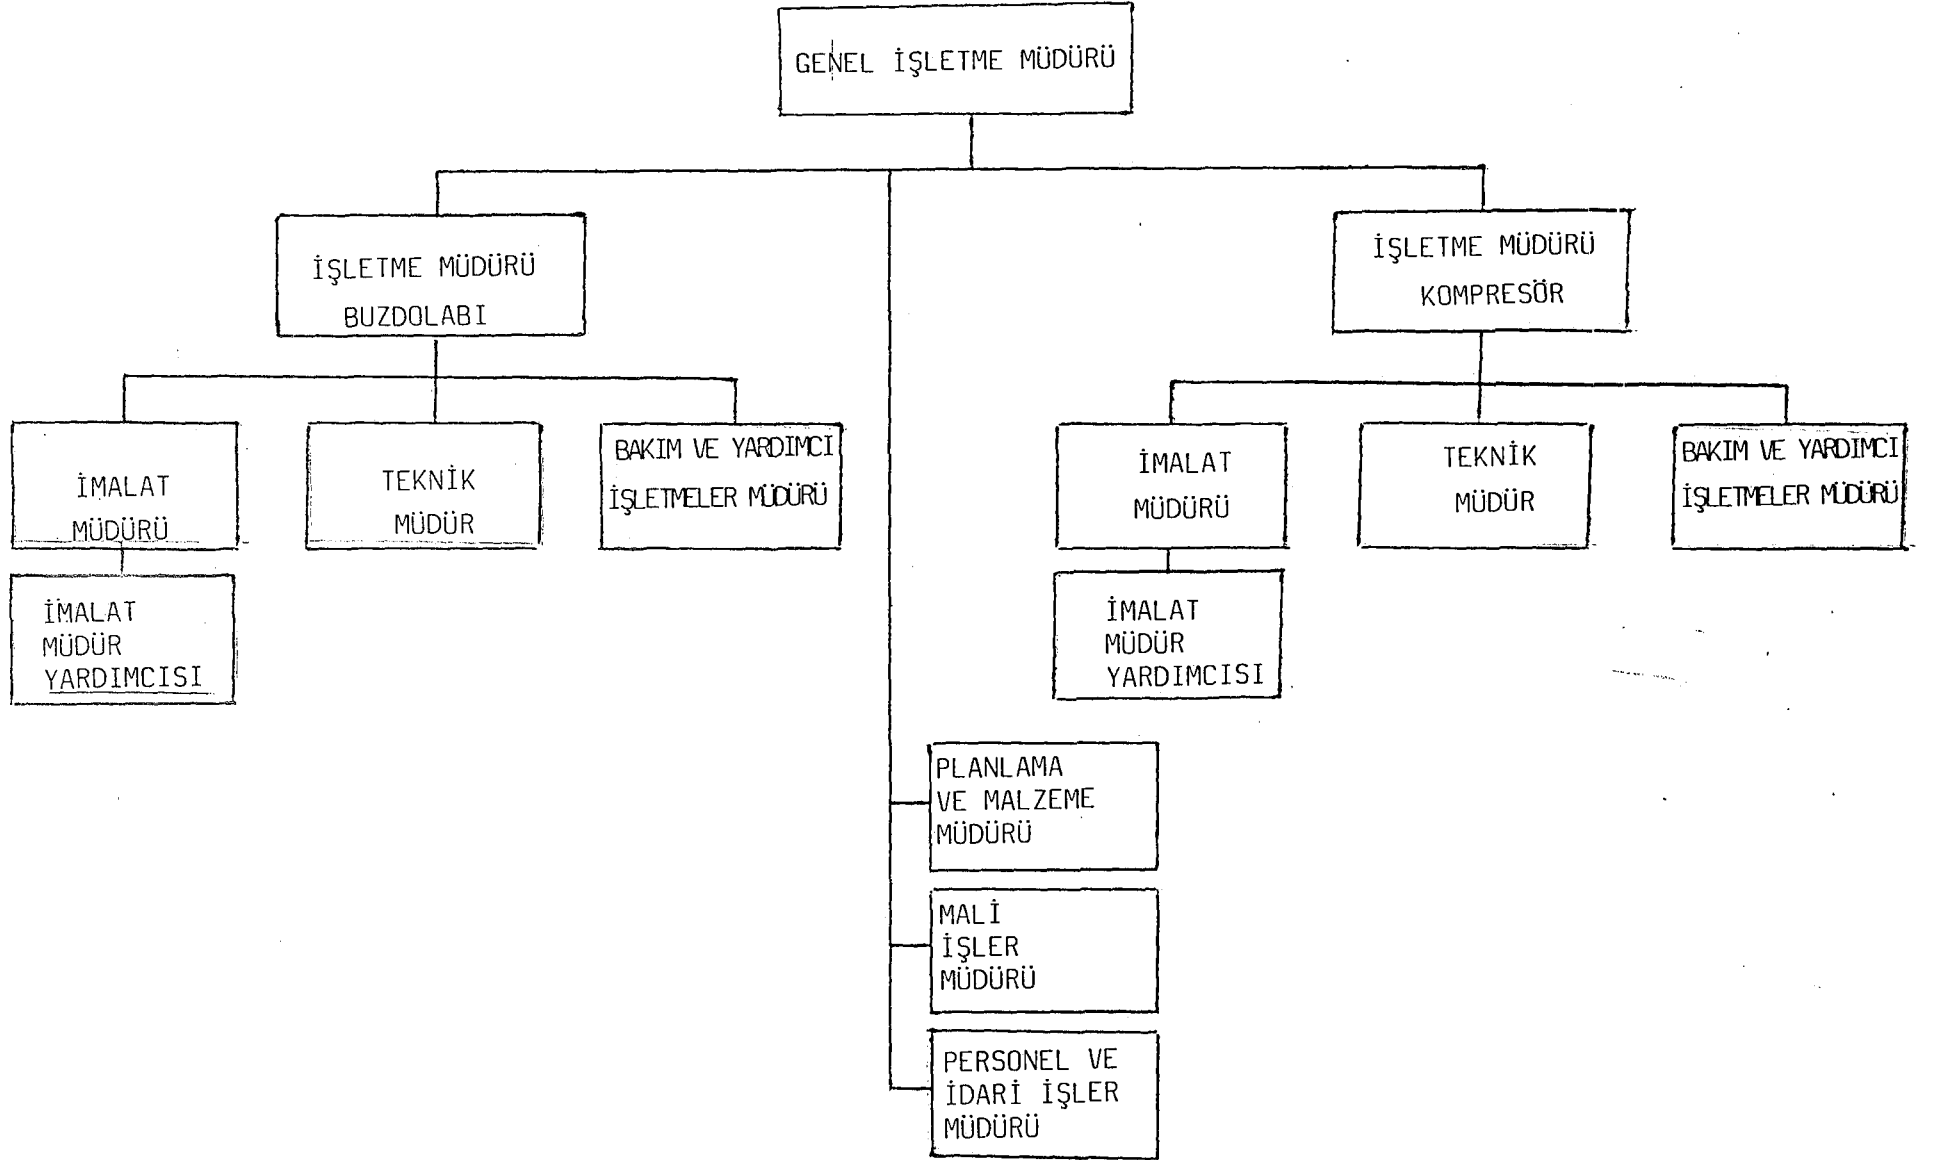 GENEL İŞLETME MÜDÜRÜ
İŞLETME MÜDÜRÜ
BUZDOLABI
İŞLETME MÜDÜRÜ
KOMPRESÖR
İMALAT
MÜDÜRÜ
TEKNİK
MÜDÜR
BAKIM VE YARDIMCI
İŞLETMELER MÜDÜRÜ
İMALAT
MÜDÜRÜ
TEKNİK
MÜDÜR
BAKIM VE YARDIMCI
İŞLETMELER MÜDÜRÜ
İMALAT
MÜDÜR
YARDIMCISI
İMALAT
MÜDÜR
YARDIMCISI
PLANLAMA
VE MALZEME
MÜDÜRÜ
MALİ
İŞLER
MÜDÜRÜ
PERSONEL VE
İDARİ İŞLER
MÜDÜRÜ